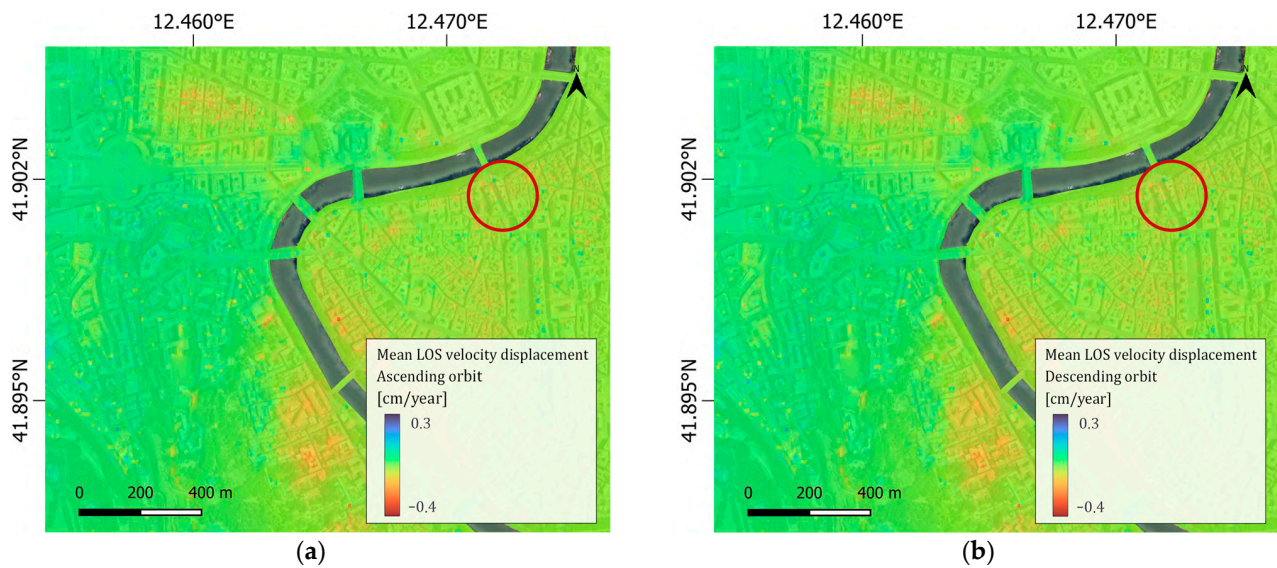 12.460°E 12.470°E 12.460°E 12.470°E
N N
41.902°N 41.902°N
41.895°N 41.895°N
Mean LOS velocity displacement
Ascending orbit
[cm/year]
0.3
−0.4
0 200 400 m
Mean LOS velocity displacement
Descending orbit
[cm/year]
0.3
−0.4
0 200 400 m
(a) (b)